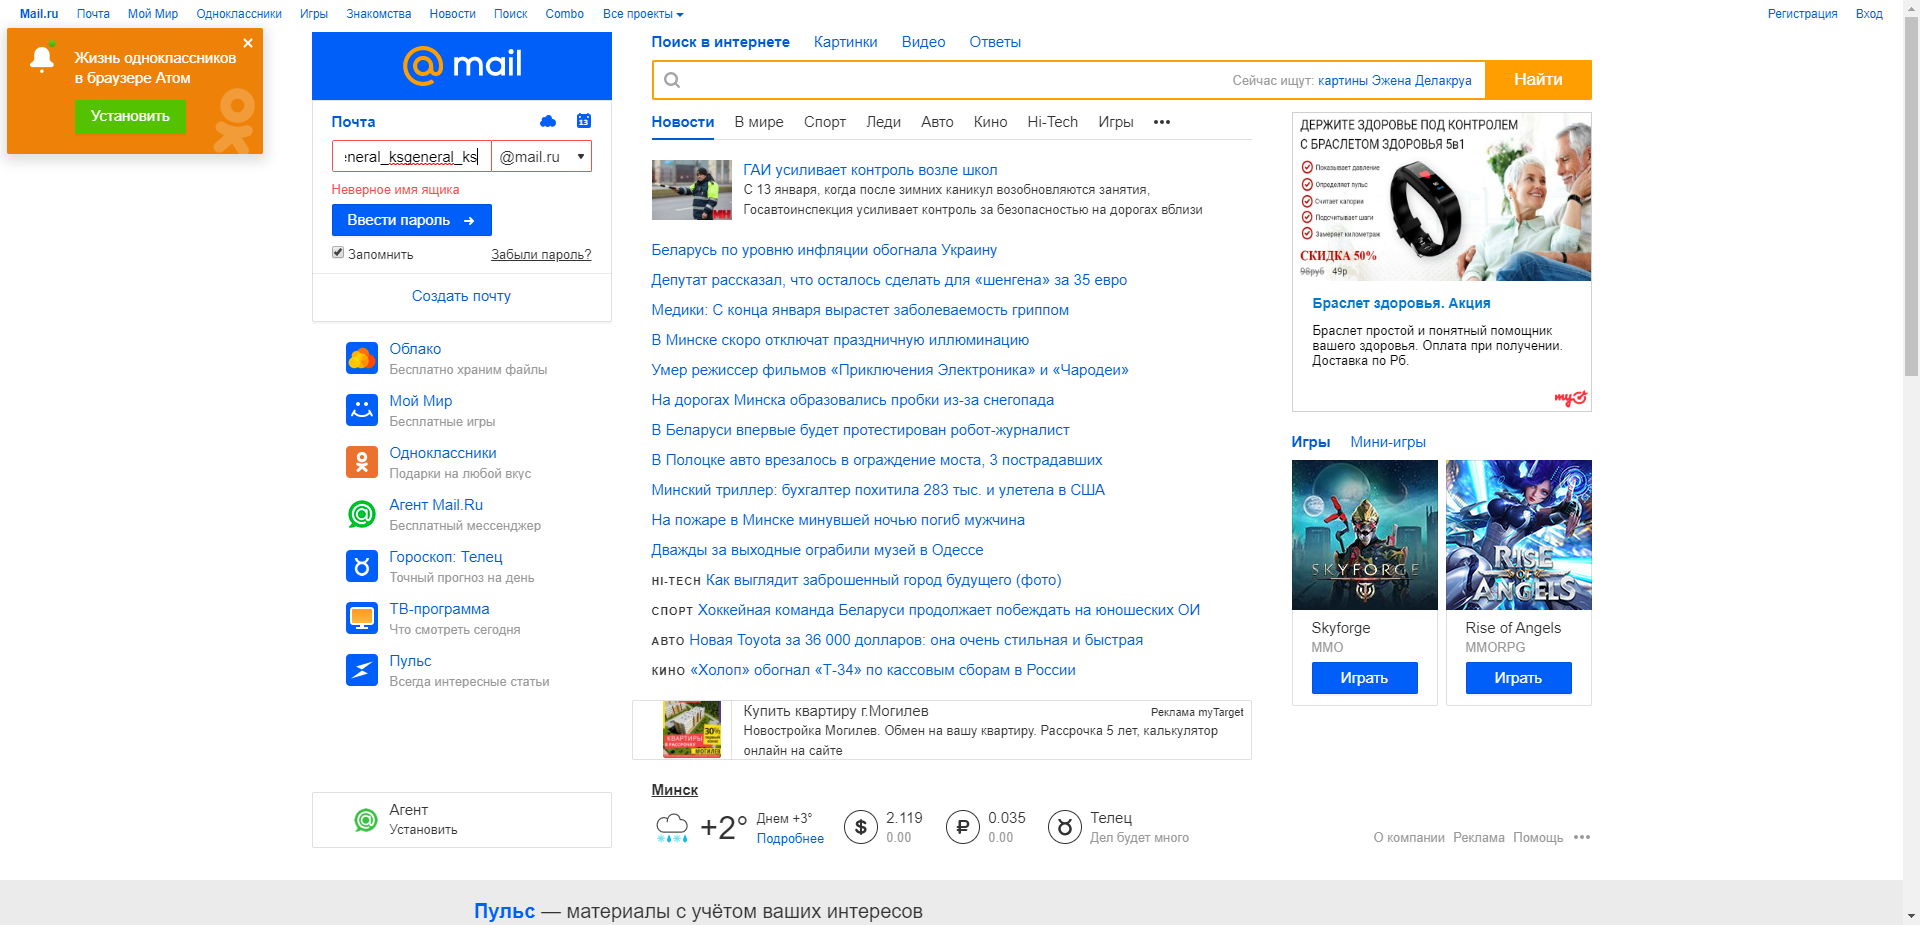 Mail.ru Почта Мой Мир Одноклассники Игры Знакомства Новости Поиск Combo Все проекты
Регистрация Вход
Жизнь одноклассников
в браузере Атом
Установить
mail
Почта
13
eneral_ksgeneral_ks @mail.ru
Неверное имя ящика
Ввести пароль
Запомнить Забыли пароль?
Создать почту
Облако
Бесплатно храним файлы
Мой Мир
Бесплатные игры
Одноклассники
Подарки на любой вкус
Агент Mail.Ru
Бесплатный мессенджер
Гороскоп: Телец
Точный прогноз на день
ТВ-программа
Что смотреть сегодня
Пульс
Всегда интересные статьи
Агент
Установить
Поиск в интернете Картинки Видео Ответы
Сейчас ищут: картины Эжена Делакруа Найти
Новости В мире Спорт Леди Авто Кино Hi-Tech Игры •••
ГАИ усиливает контроль возле школ
С 13 января, когда после зимних каникул возобновляются занятия,
Госавтоинспекция усиливает контроль за безопасностью на дорогах вблизи
Беларусь по уровню инфляции обогнала Украину
Депутат рассказал, что осталось сделать для «шенгена» за 35 евро
Медики: С конца января вырастет заболеваемость гриппом
В Минске скоро отключат праздничную иллюминацию
Умер режиссер фильмов «Приключения Электроника» и «Чародеи»
На дорогах Минска образовались пробки из-за снегопада
В Беларуси впервые будет протестирован робот-журналист
В Полоцке авто врезалось в ограждение моста, 3 пострадавших
Минский триллер: бухгалтер похитила 283 тыс. и улетела в США
На пожаре в Минске минувшей ночью погиб мужчина
Дважды за выходные ограбили музей в Одессе
HI-TECH Как выглядит заброшенный город будущего (фото)
СПОРТ Хоккейная команда Беларуси продолжает побеждать на юношеских ОИ
АВТО Новая Toyota за 36 000 долларов: она очень стильная и быстрая
КИНО «Холоп» обогнал «Т-34» по кассовым сборам в России
30%
КВАРТИРЫ
В РАССРОЧКУ
МОГИЛЕВ
Купить квартиру г.Могилев Реклама myTarget
Новостройка Могилев. Обмен на вашу квартиру. Рассрочка 5 лет, калькулятор
онлайн на сайте
Минск
+2° Днем +3°
Подробнее
$ 2.119
0.00
₽ 0.035
0.00
Телец
Дел будет много
ДЕРЖИТЕ ЗДОРОВЬЕ ПОД КОНТРОЛЕМ
С БРАСЛЕТОМ ЗДОРОВЬЯ 5в1
Показывает давление
Определяет пульс
Считает калории
Подсчитывает шаги
Замеряет километраж
СКИДКА 50%
98руб 49р
Браслет здоровья. Акция
Браслет простой и понятный помощник
вашего здоровья. Оплата при получении.
Доставка по Рб.
Игры Мини-игры
SKYFORGE
Skyforge
MMO
Играть
RISE
OF
ANGELS
Rise of Angels
MMORPG
Играть
О компании Реклама Помощь •••
Пульс — материалы с учётом ваших интересов